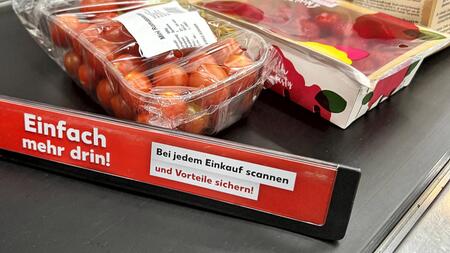 Einfach
mehr drin!
Bei jedem Einkauf scannen
und Vorteile sichern!